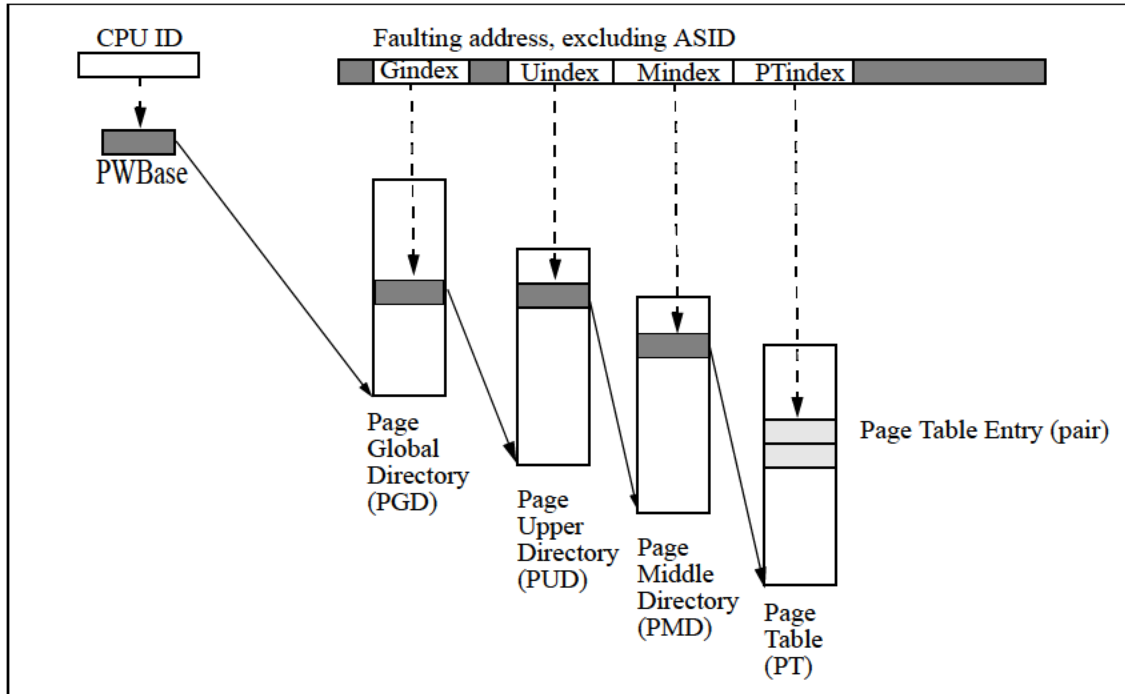 CPU ID
Faulting address, excluding ASID
Gindex
Uindex
Mindex
PTindex
PWBase
Page
Global
Directory
(PGD)
Page
Upper
Directory
(PUD)
Page
Middle
Directory
(PMD)
Page
Table
(PT)
Page Table Entry (pair)